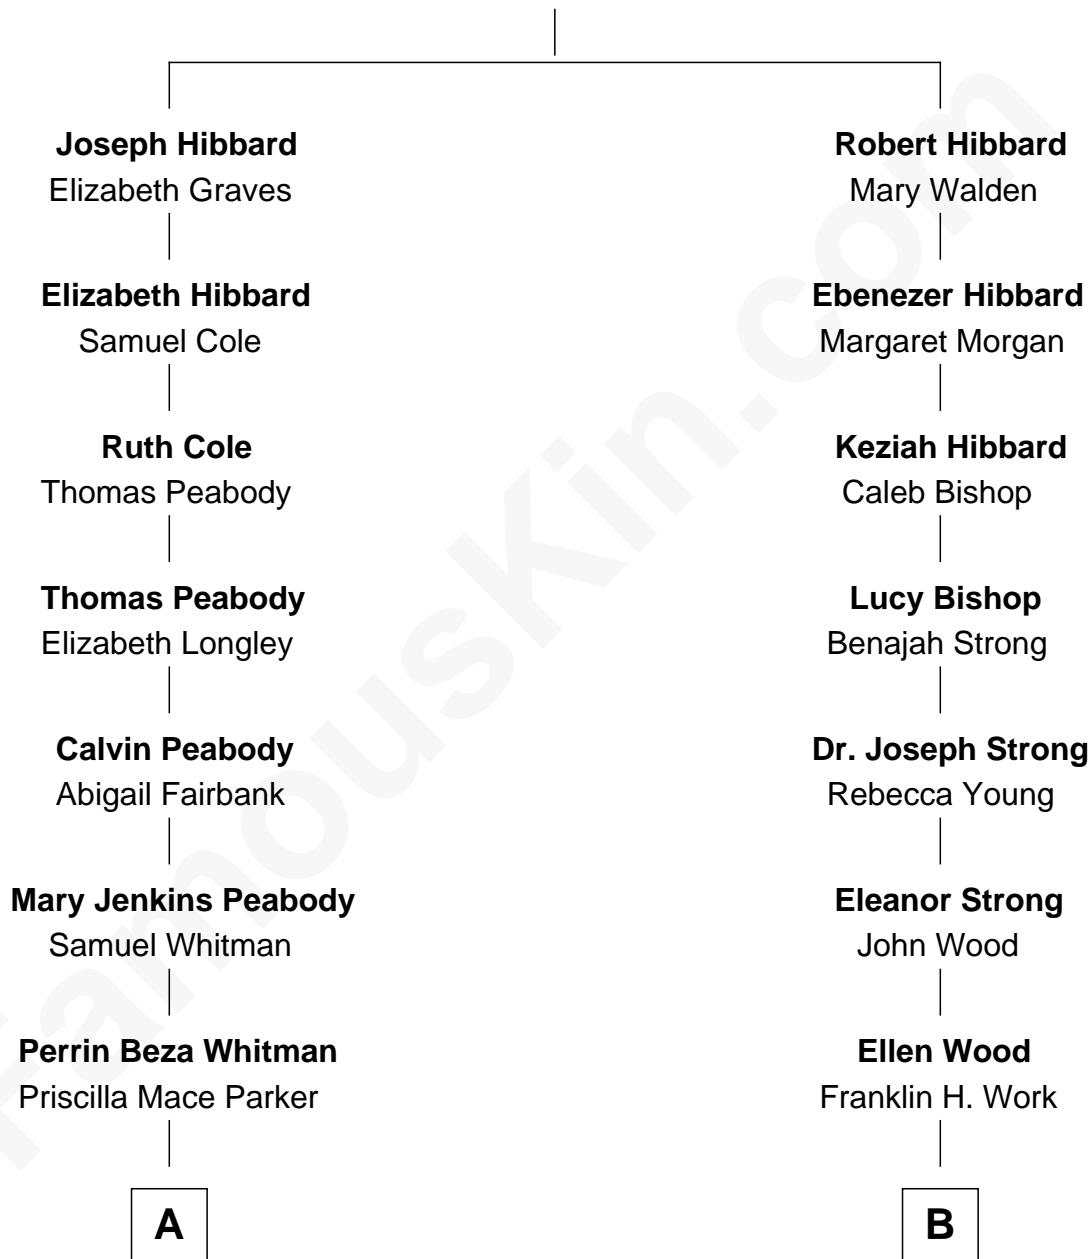 Joseph Hibbard
Elizabeth Graves
Elizabeth Hibbard
Samuel Cole
Ruth Cole
Thomas Peabody
Thomas Peabody
Elizabeth Longley
Calvin Peabody
Abigail Fairbank
Mary Jenkins Peabody
Samuel Whitman
Perrin Beza Whitman
Priscilla Mace Parker
A
Robert Hibbard
Mary Walden
Ebenezer Hibbard
Margaret Morgan
Keziah Hibbard
Caleb Bishop
Lucy Bishop
Benajah Strong
Dr. Joseph Strong
Rebecca Young
Eleanor Strong
John Wood
Ellen Wood
Franklin H. Work
B
FamousKin.com